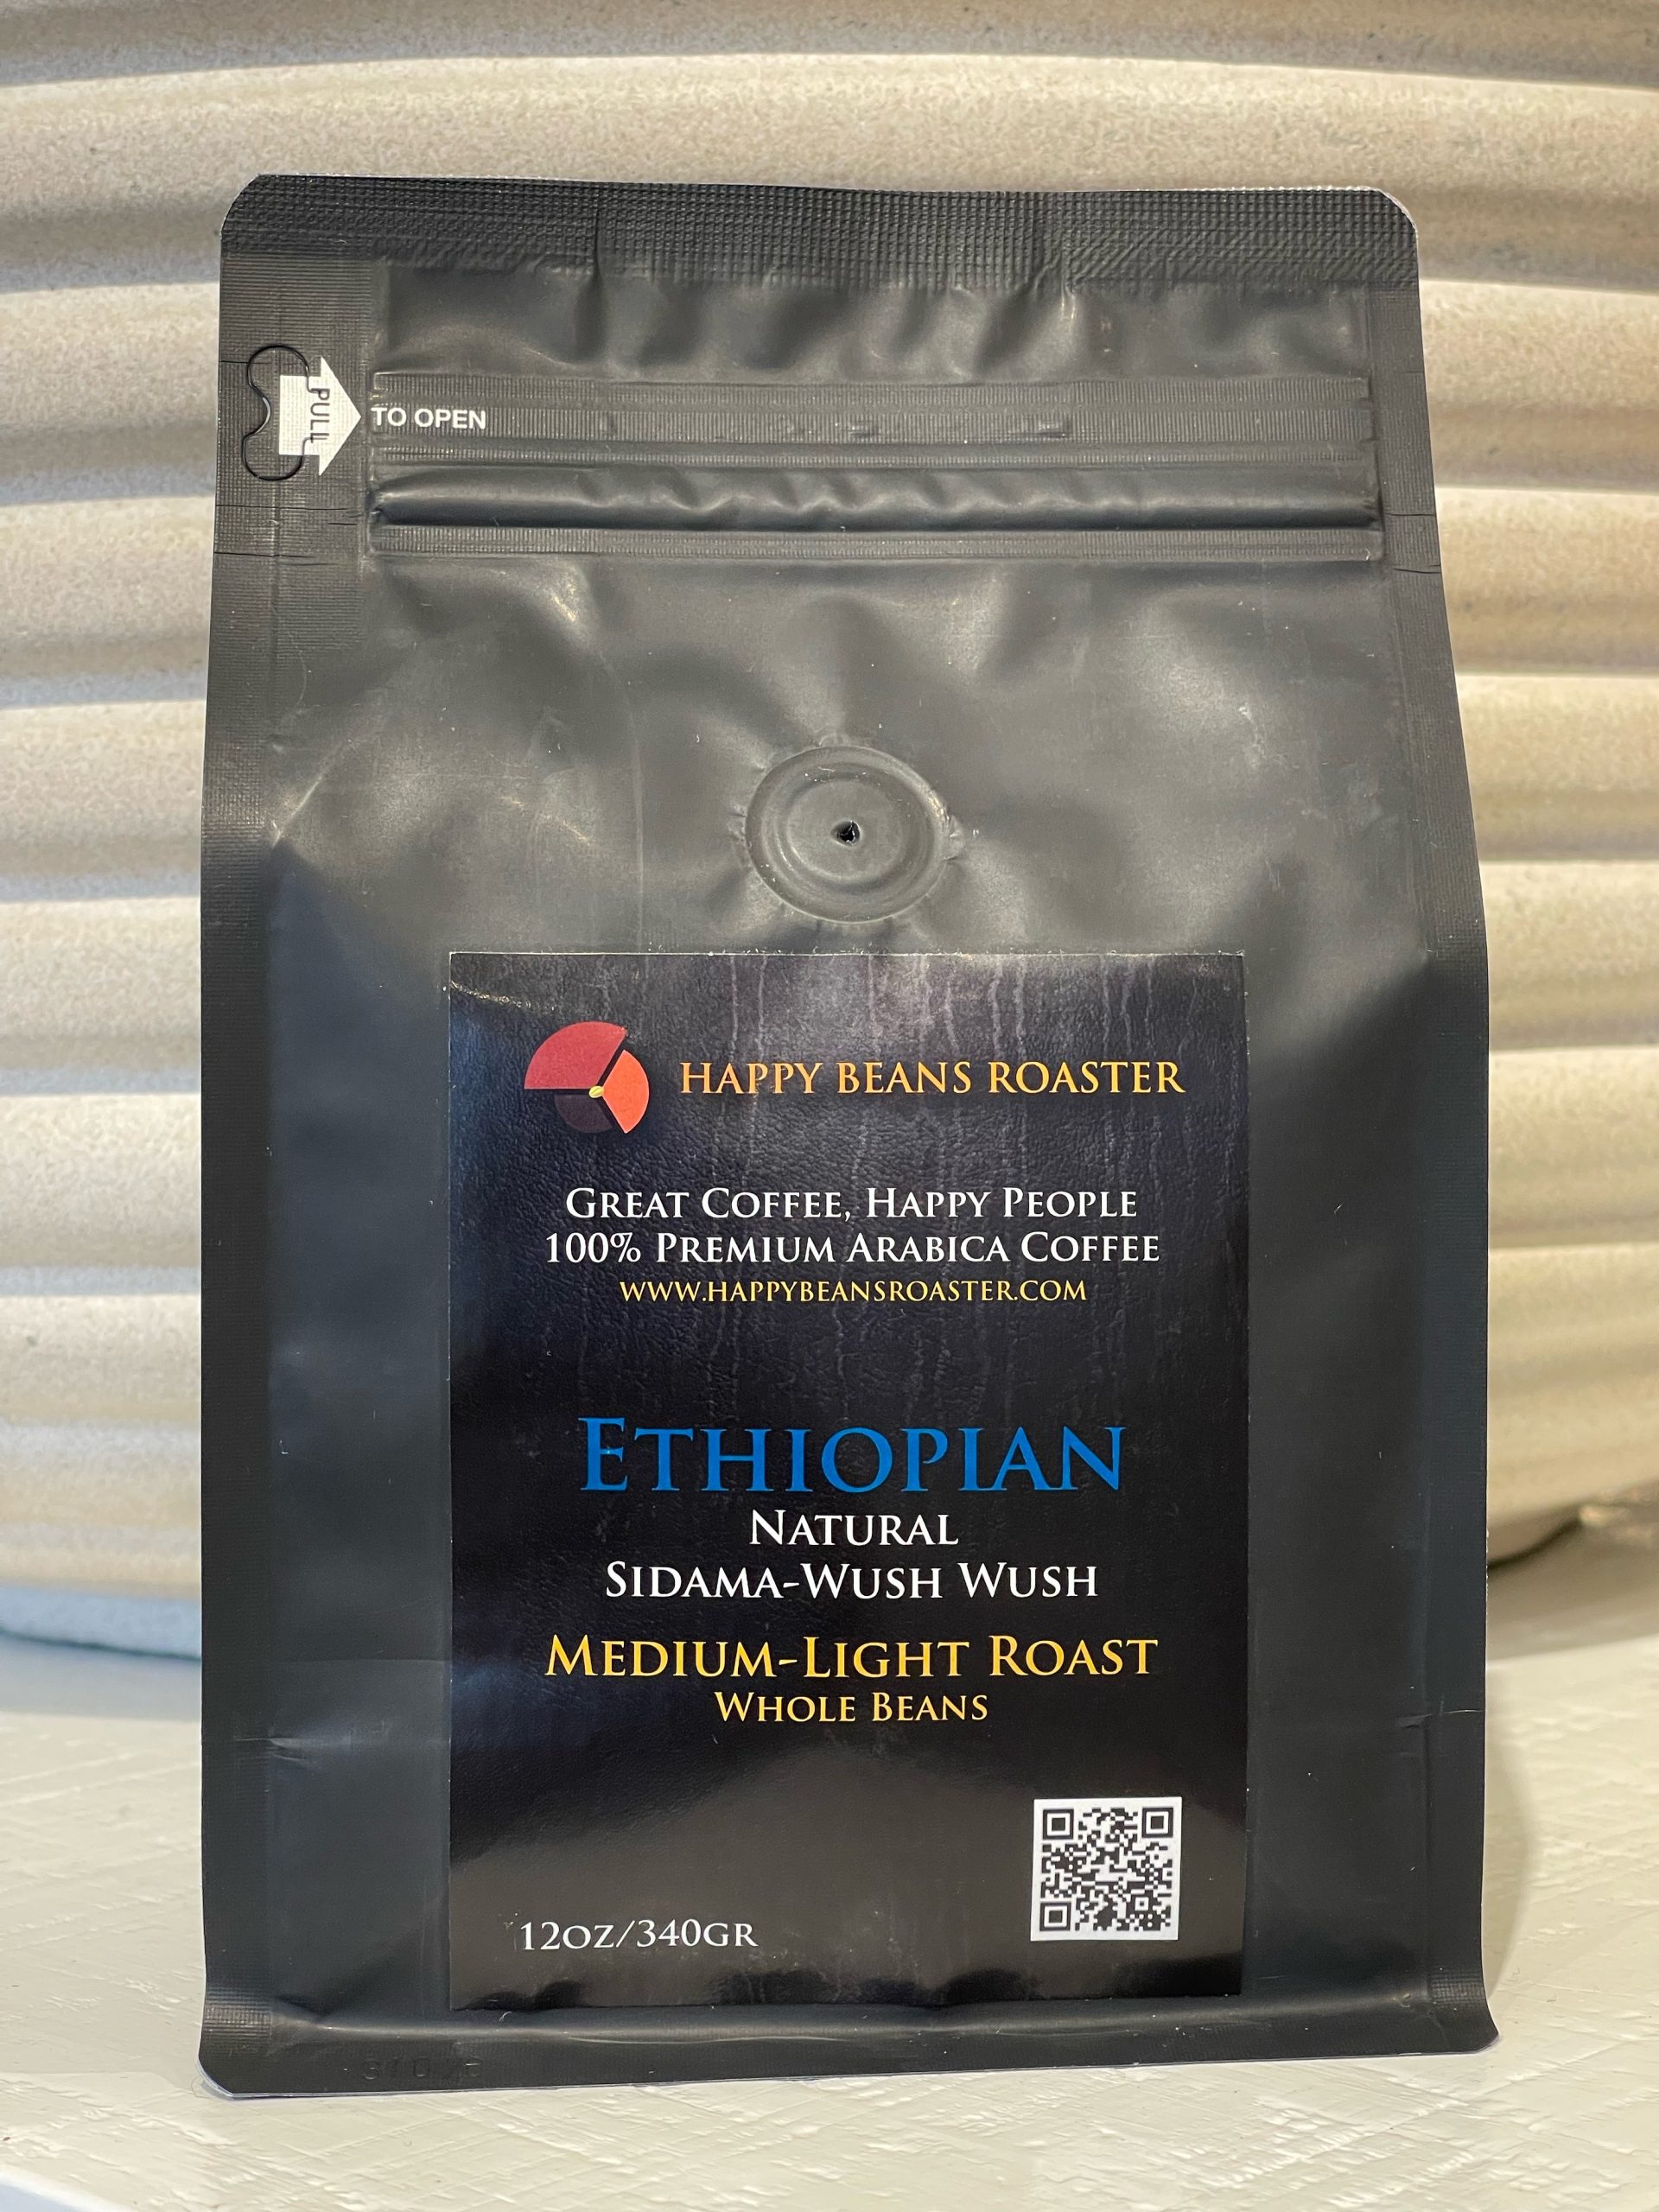 PULL
TO OPEN
HAPPY BEANS ROASTER
GREAT COFFEE, HAPPY PEOPLE
100% PREMIUM ARABICA COFFEE
WWW.HAPPYBEANSROASTER.COM
ETHIOPIAN
NATURAL
SIDAMA-WUSH WUSH
MEDIUM-LIGHT ROAST
WHOLE BEANS
12OZ/340GR